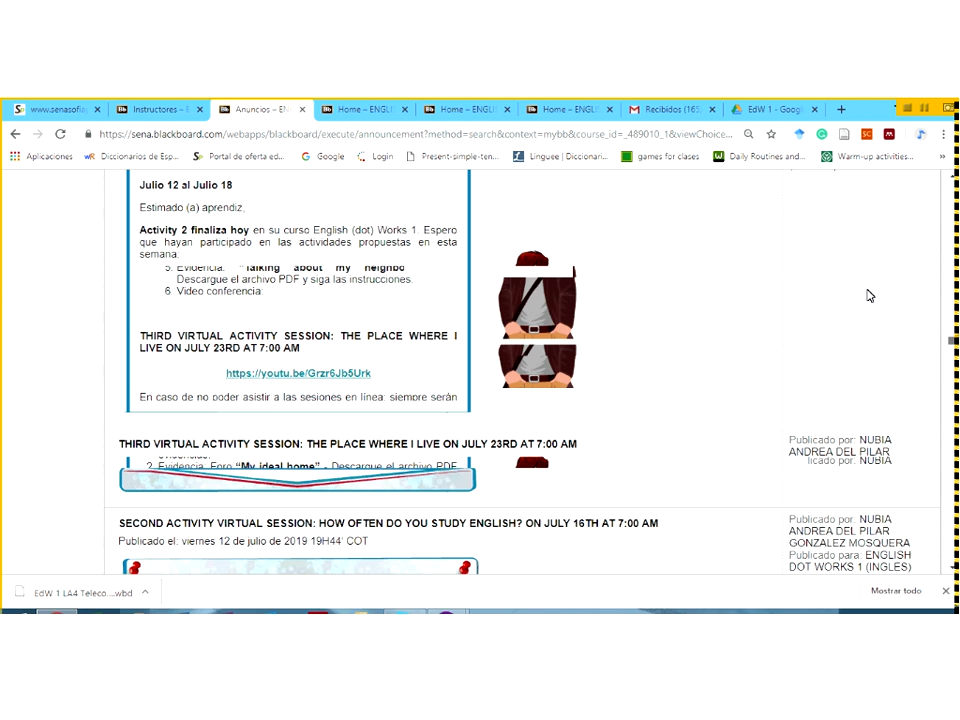 www.senasofia
Instructores – E
Anuncios – EN
Home – ENGLI
Home – ENGLI
Home – ENGLI
Recibidos (165
EdW 1 - Goog
https://sena.blackboard.com/webapps/blackboard/execute/announcement?method=search&context=mybb&course_id=_489010_1&viewChoice...
Aplicaciones
Diccionarios de Esp...
Portal de oferta ed...
Google
Login
Present-simple-ten...
Linguee | Diccionari...
games for clases
Daily Routines and...
Warm-up activities...
Julio 12 al Julio 18
Estimado (a) aprendiz,
Activity 2 finaliza hoy en su curso English (dot) Works 1. Espero
que hayan participado en las actividades propuestas en esta
semana.
5. Evidencia: "Talking about my neighbo
Descargue el archivo PDF y siga las instrucciones.
6 Video conferencia:
THIRD VIRTUAL ACTIVITY SESSION: THE PLACE WHERE I
LIVE ON JULY 23RD AT 7:00 AM
https://youtu.be/Grzr6Jb5Urk
En caso de no poder asistir a las sesiones en línea; siempre serán
THIRD VIRTUAL ACTIVITY SESSION: THE PLACE WHERE I LIVE ON JULY 23RD AT 7:00 AM
Publicado por: NUBIA
ANDREA DEL PILAR
licado por: NUBIA
2. Evidencia: Foro "My ideal home" - Descargue el archivo PDF
SECOND ACTIVITY VIRTUAL SESSION: HOW OFTEN DO YOU STUDY ENGLISH? ON JULY 16TH AT 7:00 AM
Publicado el: viernes 12 de julio de 2019 19H44' COT
Publicado por: NUBIA
ANDREA DEL PILAR
GONZALEZ MOSQUERA
Publicado para: ENGLISH
DOT WORKS 1 (INGLES)
EdW 1 LA4 Teleco....wbd
Mostrar todo